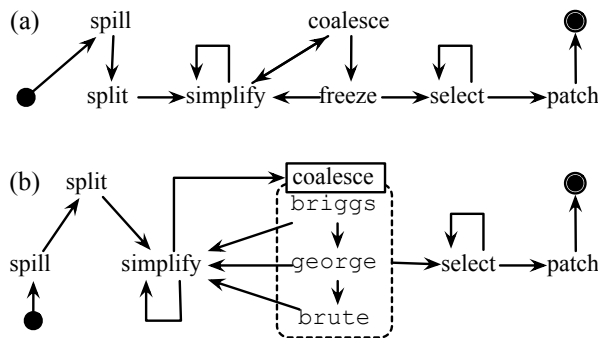 (a) spill coalesce
split simplify freeze select patch
(b) split coalesce
briggs
spill simplify george select patch
brute